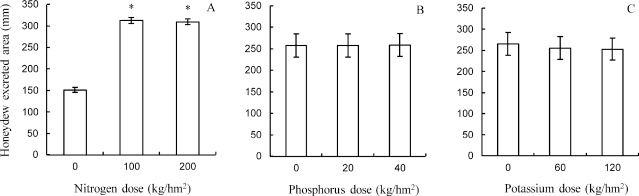 Honeydew excreted area (mm)
350
300
250
200
150
100
50
0
* * A
0 100 200
Nitrogen dose (kg/hm²)
350
300
250
200
150
100
50
0
B
0 20 40
Phosphorus dose (kg/hm²)
350
300
250
200
150
100
50
0
C
0 60 120
Potassium dose (kg/hm²)